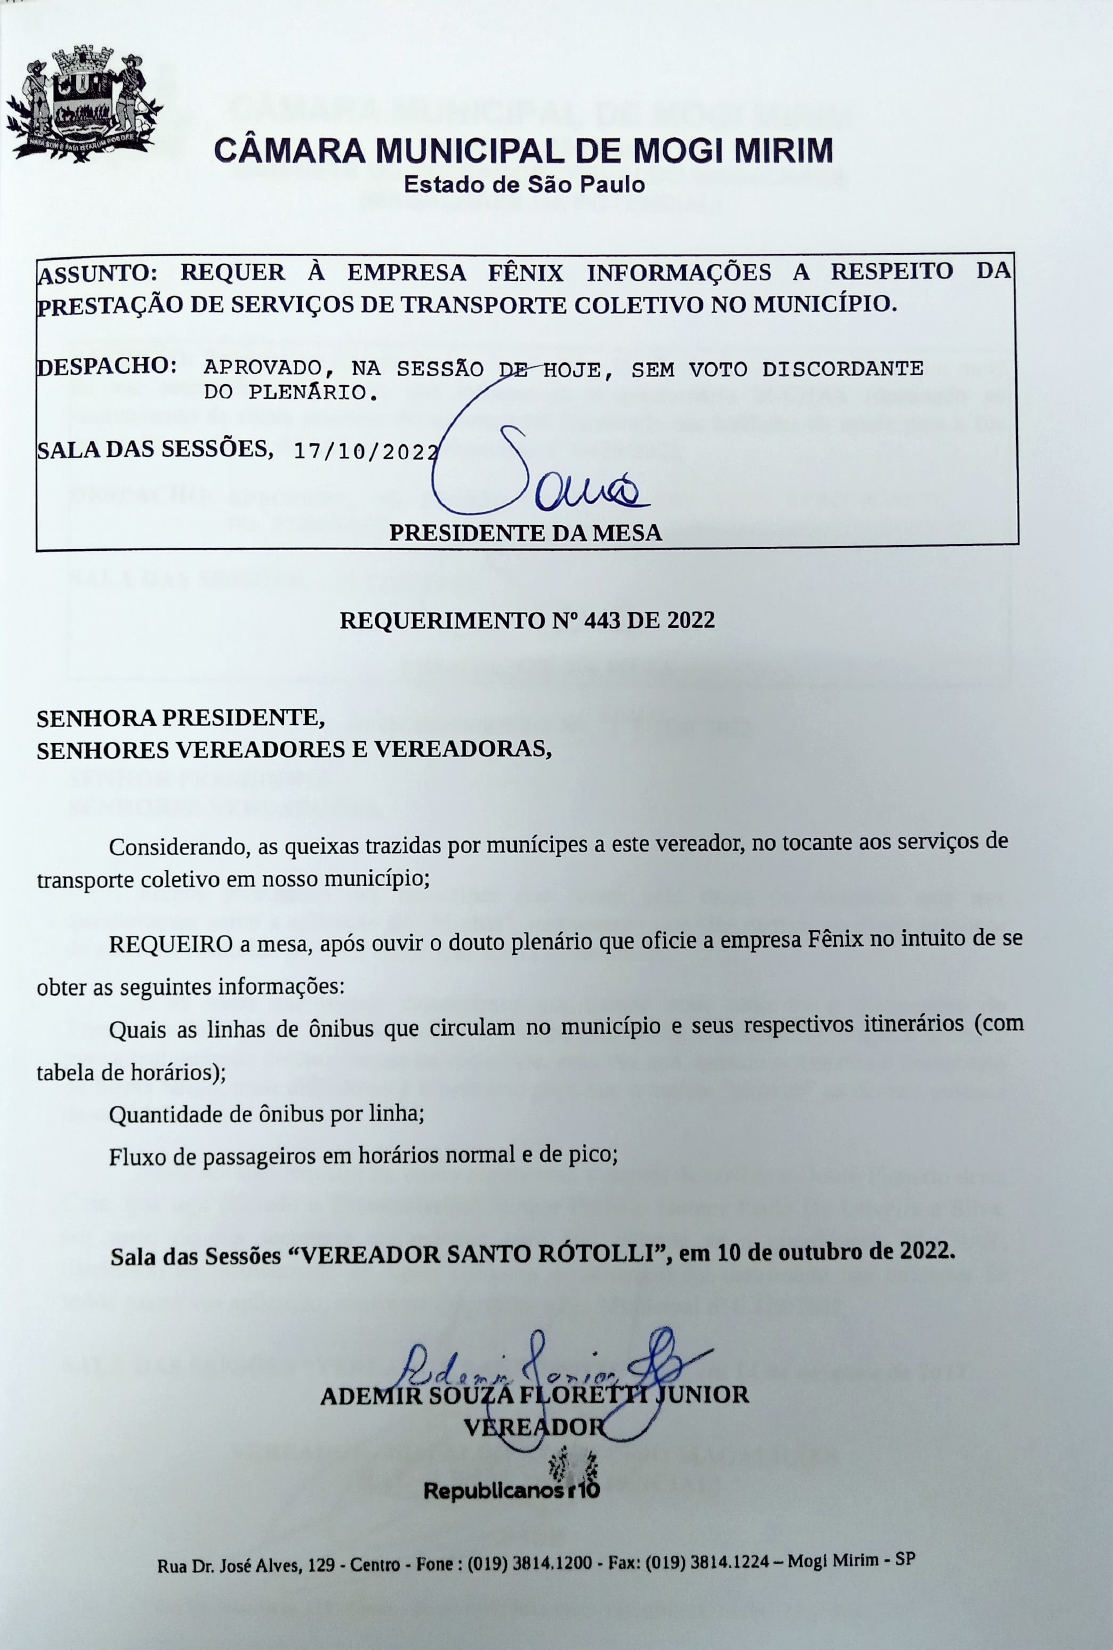 CÂMARA MUNICIPAL DE MOGI MIRIM
Estado de São Paulo
ASSUNTO: REQUER À EMPRESA FÊNIX INFORMAÇÕES A RESPEITO DA
PRESTAÇÃO DE SERVIÇOS DE TRANSPORTE COLETIVO NO MUNICÍPIO.
DESPACHO: APROVADO, NA SESSÃO DE HOJE, SEM VOTO DISCORDANTE
DO PLENÁRIO.
SALA DAS SESSÕES, 17/10/2022
PRESIDENTE DA MESA
REQUERIMENTO Nº 443 DE 2022
SENHORA PRESIDENTE,
SENHORES VEREADORES E VEREADORAS,
Considerando, as queixas trazidas por munícipes a este vereador, no tocante aos serviços de
transporte coletivo em nosso município;
REQUEIRO a mesa, após ouvir o douto plenário que oficie a empresa Fênix no intuito de se
obter as seguintes informações:
Quais as linhas de ônibus que circulam no município e seus respectivos itinerários (com
tabela de horários);
Quantidade de ônibus por linha;
Fluxo de passageiros em horários normal e de pico;
Sala das Sessões “VEREADOR SANTO RÓTOLLI”, em 10 de outubro de 2022.
Ademir Junior
ADEMIR SOUZA FLORETTI JUNIOR
VEREADOR
Republicanos 10
Rua Dr. José Alves, 129 - Centro - Fone : (019) 3814.1200 - Fax: (019) 3814.1224 – Mogi Mirim - SP